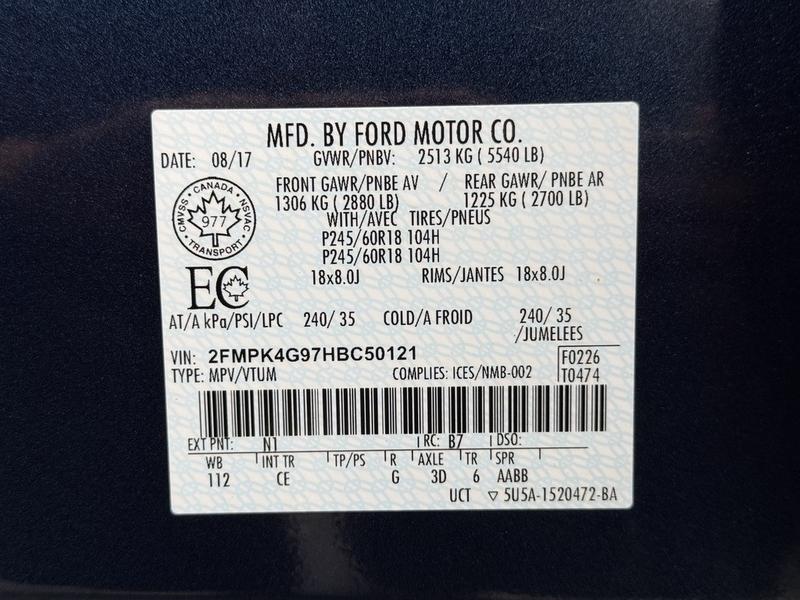 MFD. BY FORD MOTOR CO.
DATE: 08/17 GVWR/PNBV: 2513 KG ( 5540 LB)
FRONT GAWR/PNBE AV / REAR GAWR/ PNBE AR
1306 KG ( 2880 LB) 1225 KG ( 2700 LB)
WITH/AVEC TIRES/PNEUS
P245/60R18 104H
P245/60R18 104H
18x8.0J RIMS/JANTES 18x8.0J
CANADA
CMVSS 977 NSVAC
TRANSPORT
EC
AT/A kPa/PSI/LPC 240/ 35 COLD/A FROID 240/ 35
/JUMELEES
VIN: 2FMPK4G97HBC50121 F0226
TYPE: MPV/VTUM COMPLIES: ICES/NMB-002 T0474
EXT PNT: N1 RC: B7 DSO:
WB INT TR TP/PS R AXLE TR SPR
112 CE G 3D 6 AABB
UCT ▽ 5U5A-1520472-BA